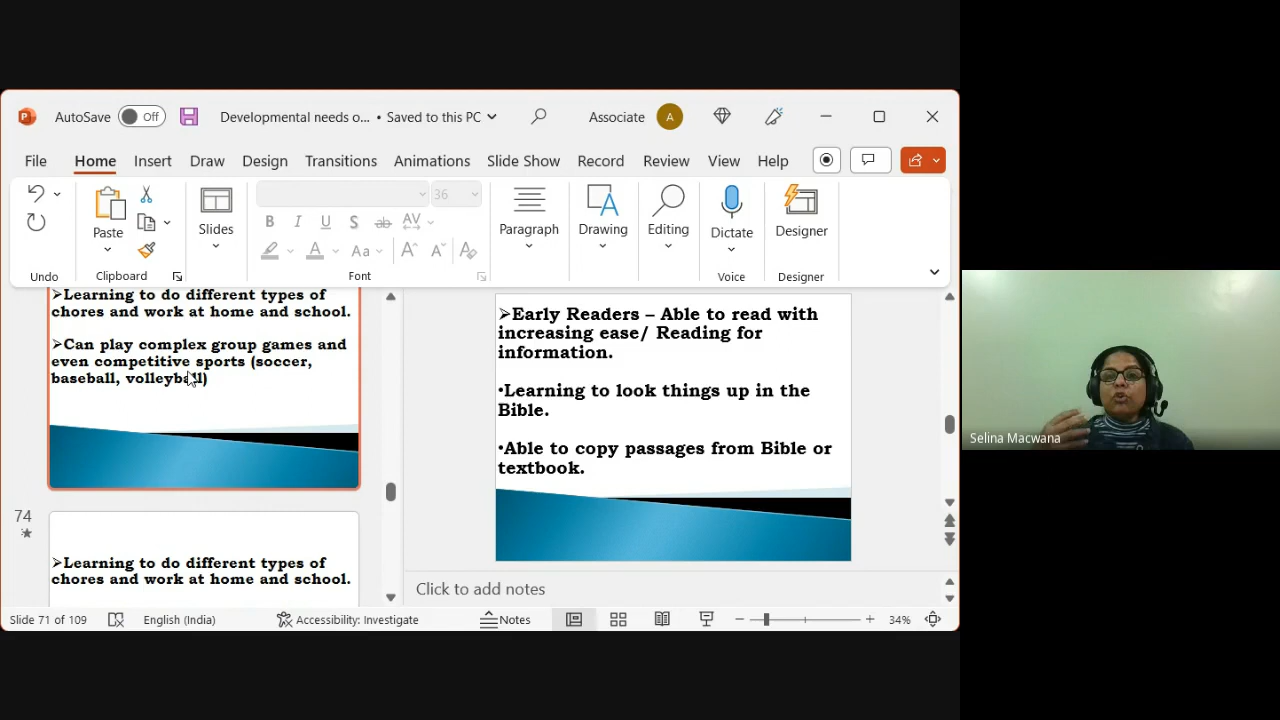 AutoSave Off Developmental needs o... • Saved to this PC Associate A
File Home Insert Draw Design Transitions Animations Slide Show Record Review View Help
36
Paste Slides B I U S ab AV Paragraph Drawing Editing Dictate Designer
Aa A A A
Undo Clipboard Font Voice Designer
➢Learning to do different types of
chores and work at home and school.
➢Can play complex group games and
even competitive sports (soccer,
baseball, volleyball)
74
➢Learning to do different types of
chores and work at home and school.
➢Early Readers – Able to read with
increasing ease/ Reading for
information.
•Learning to look things up in the
Bible.
•Able to copy passages from Bible or
textbook.
Click to add notes
Slide 71 of 109 English (India) Accessibility: Investigate Notes 34%
Selina Macwana